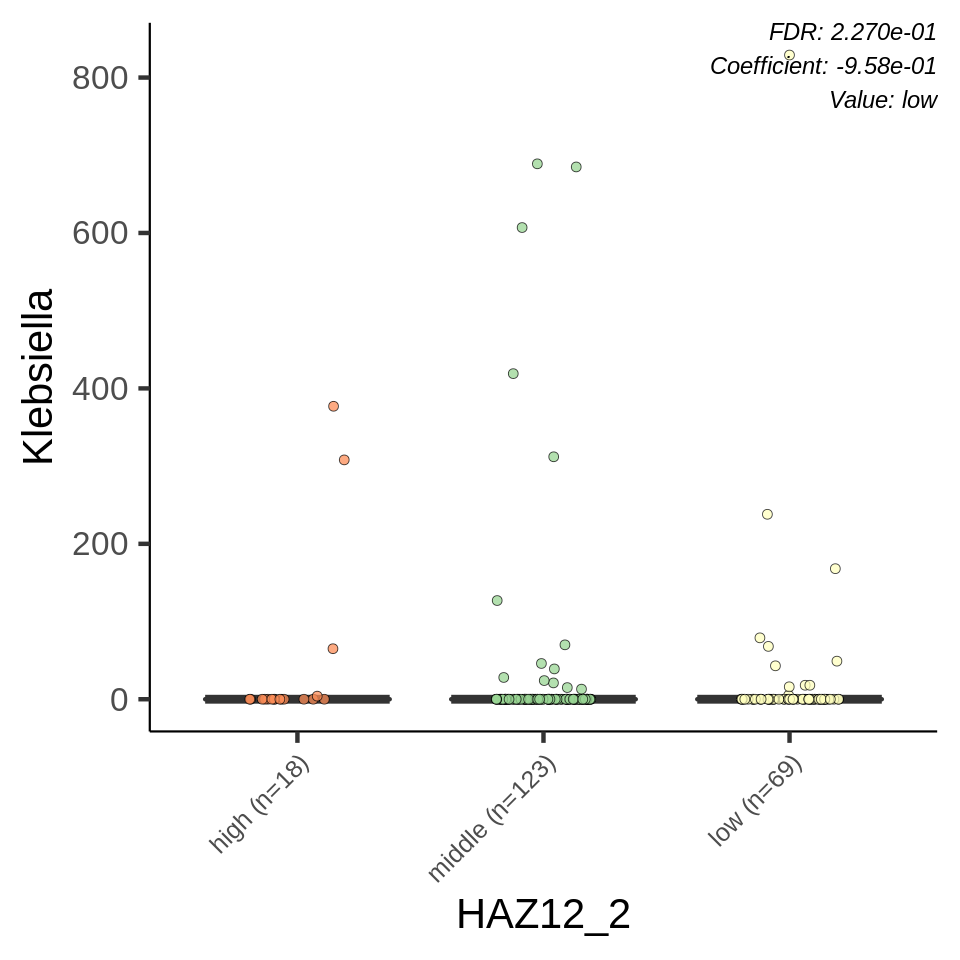 FDR: 2.270e-01
Coefficient: -9.58e-01
Value: low
Klebsiella
800
600
400
200
0
high (n=18)
middle (n=123)
low (n=69)
HAZ12_2